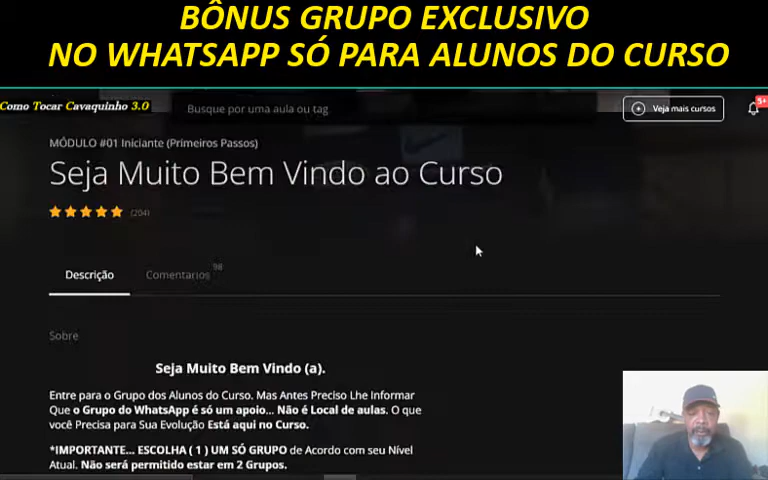 BÔNUS GRUPO EXCLUSIVO
NO WHATSAPP SÓ PARA ALUNOS DO CURSO
Como Tocar Cavaquinho 3.0
Busque por uma aula ou tag
Veja mais cursos
5+
MÓDULO #01 Iniciante (Primeiros Passos)
Seja Muito Bem Vindo ao Curso
(204)
Descrição
Comentarios 98
Sobre
Seja Muito Bem Vindo (a).
Entre para o Grupo dos Alunos do Curso. Mas Antes Preciso Lhe Informar
Que o Grupo do WhatsApp é só um apoio... Não é Local de aulas. O que
você Precisa para Sua Evolução Está aqui no Curso.
*IMPORTANTE... ESCOLHA ( 1 ) UM SÓ GRUPO de Acordo com seu Nível
Atual. Não será permitido estar em 2 Grupos.